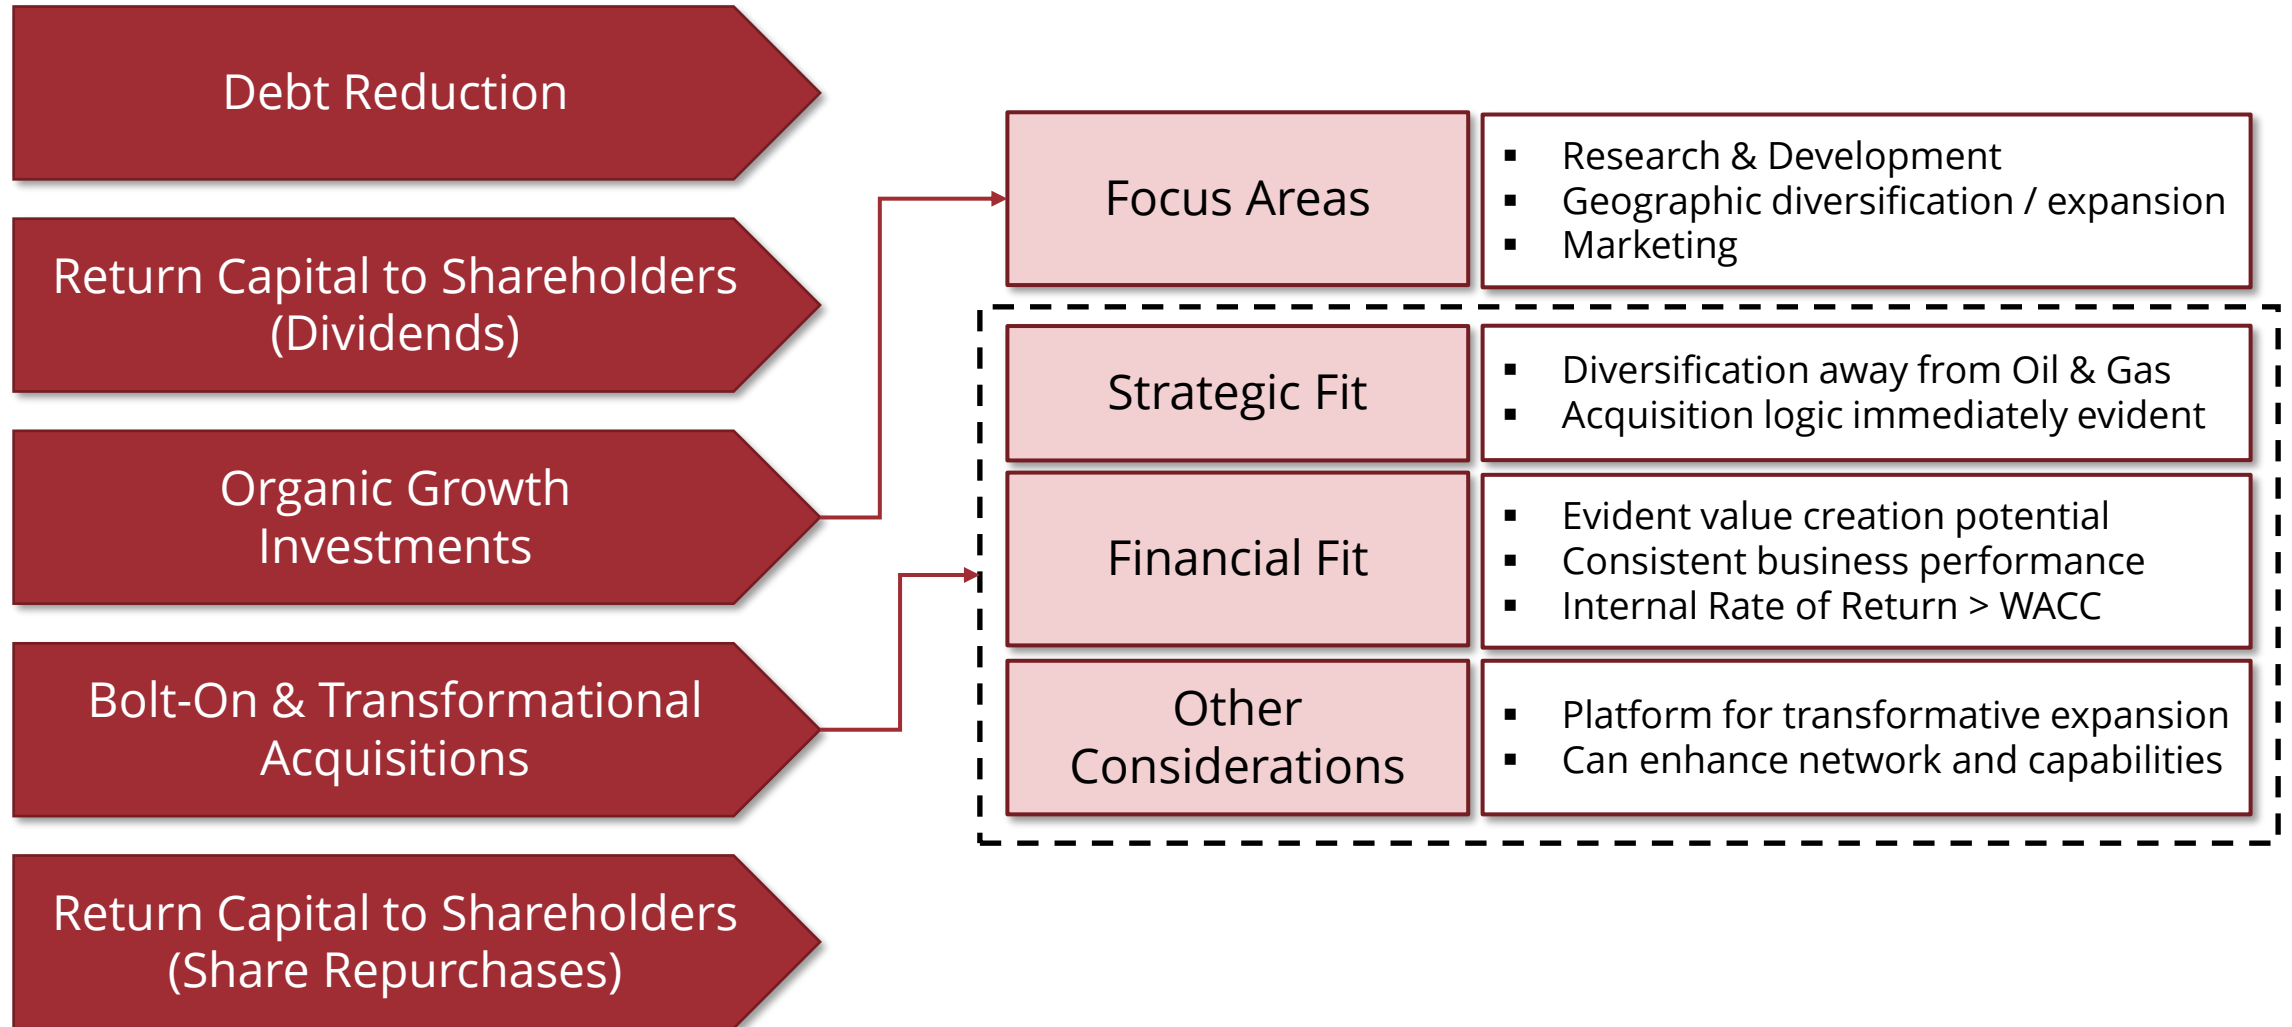 Debt Reduction
Return Capital to Shareholders
(Dividends)
Organic Growth
Investments
Bolt-On & Transformational
Acquisitions
Return Capital to Shareholders
(Share Repurchases)
Focus Areas
▪ Research & Development
▪ Geographic diversification / expansion
▪ Marketing
Strategic Fit
▪ Diversification away from Oil & Gas
▪ Acquisition logic immediately evident
Financial Fit
▪ Evident value creation potential
▪ Consistent business performance
▪ Internal Rate of Return > WACC
Other
Considerations
▪ Platform for transformative expansion
▪ Can enhance network and capabilities